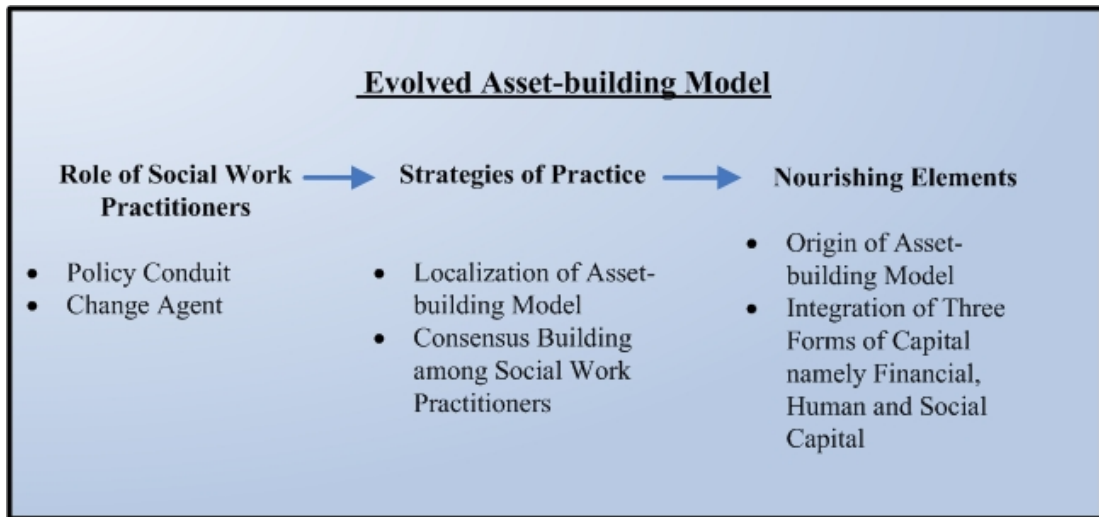 Evolved Asset-building Model
Role of Social Work
Practitioners
• Policy Conduit
• Change Agent
Strategies of Practice
• Localization of Asset-
building Model
• Consensus Building
among Social Work
Practitioners
Nourishing Elements
• Origin of Asset-
building Model
• Integration of Three
Forms of Capital
namely Financial,
Human and Social
Capital